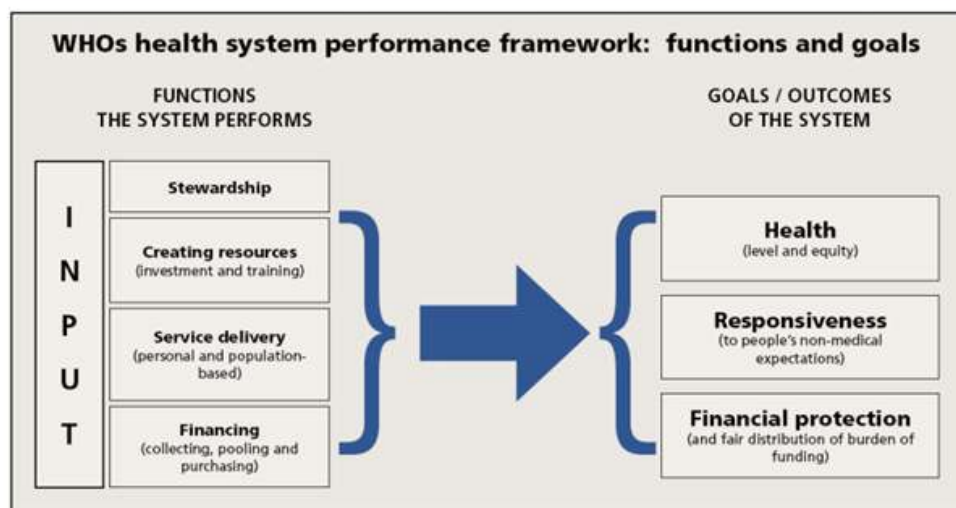 WHOs health system performance framework: functions and goals
FUNCTIONS
THE SYSTEM PERFORMS
GOALS / OUTCOMES
OF THE SYSTEM
INPUT
Stewardship
Creating resources
(investment and training)
Service delivery
(personal and population-
based)
Financing
(collecting, pooling and
purchasing)
Health
(level and equity)
Responsiveness
(to people's non-medical
expectations)
Financial protection
(and fair distribution of burden of
funding)